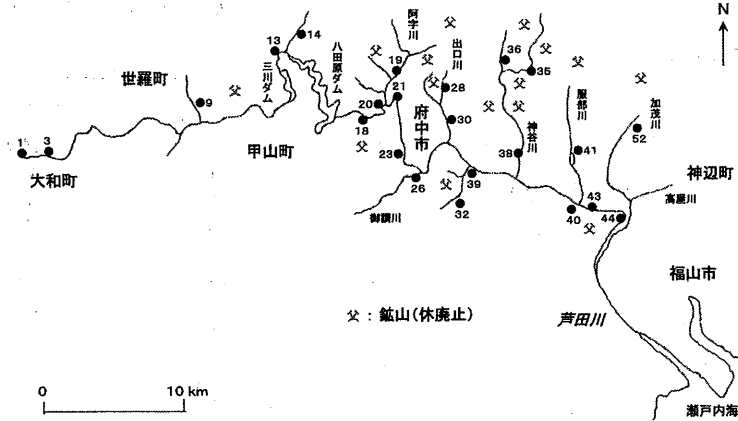 N
阿字川
出口川
36
13
14
八田原ダム
19
35
服部川
加茂川
世羅町
三川ダム
21
28
9
20
府中市
30
神谷川
52
18
41
1
3
甲山町
23
38
神辺町
大和町
26
39
43
高屋川
御調川
32
40
44
福山市
鉱山(休廃止)
芦田川
0
10 km
瀬戸内海